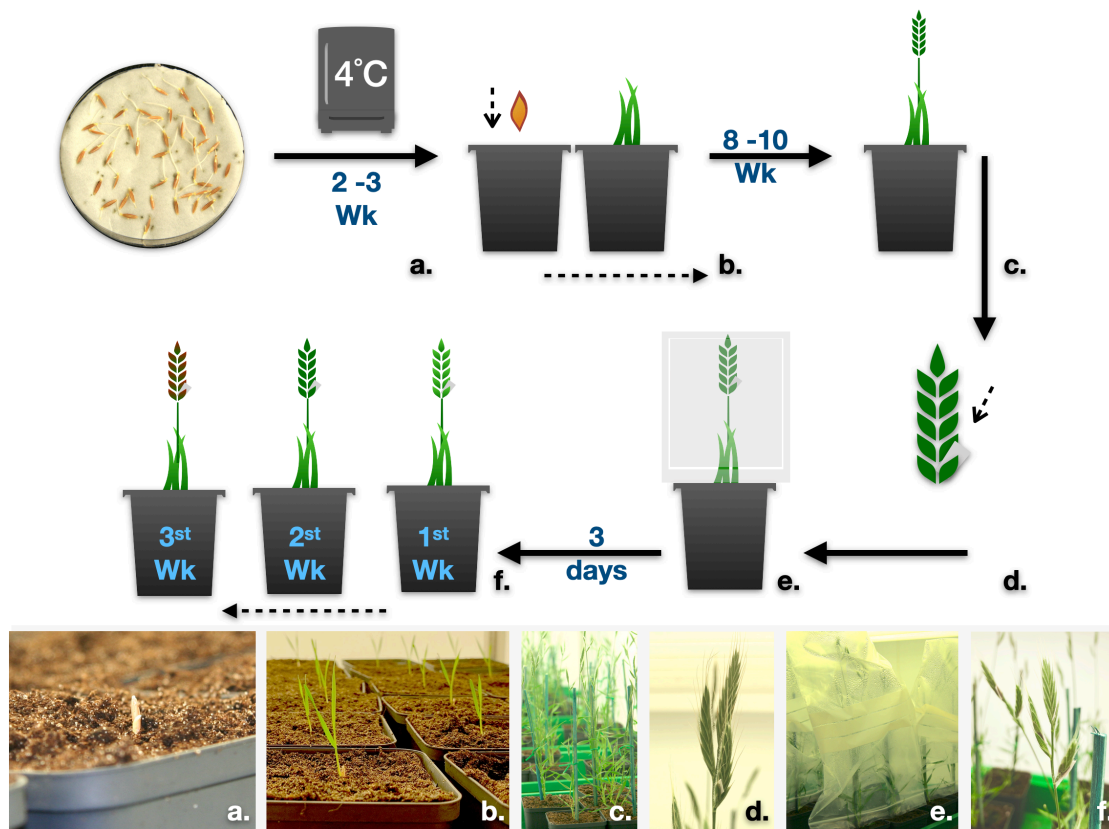 4°C
2 -3
Wk
8 -10
Wk
a.
b.
c.
3st
Wk
2st
Wk
1st
Wk
3
days
f.
e.
d.
a.
b.
c.
d.
e.
f.